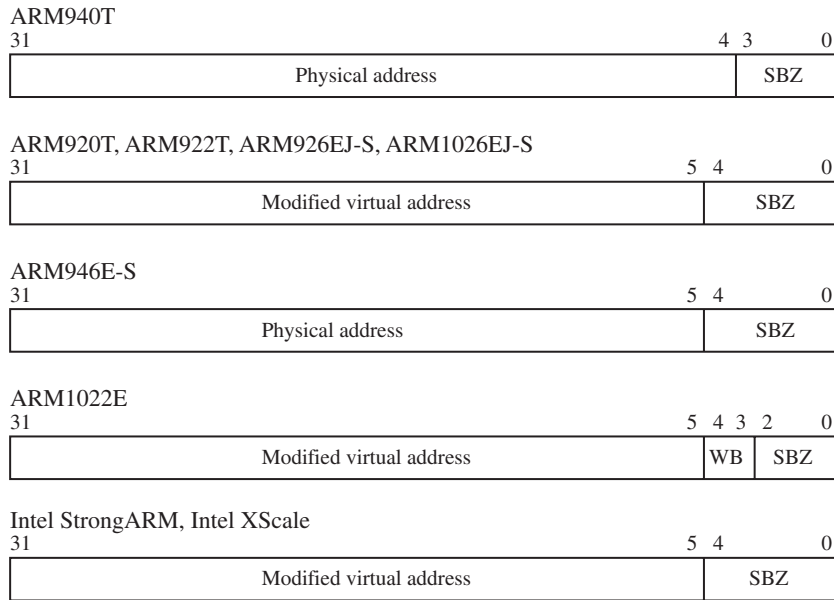 ARM940T
31 4 3 0
Physical address SBZ
ARM920T, ARM922T, ARM926EJ-S, ARM1026EJ-S
31 5 4 0
Modified virtual address SBZ
ARM946E-S
31 5 4 0
Physical address SBZ
ARM1022E
31 5 4 3 2 0
Modified virtual address WB SBZ
Intel StrongARM, Intel XScale
31 5 4 0
Modified virtual address SBZ